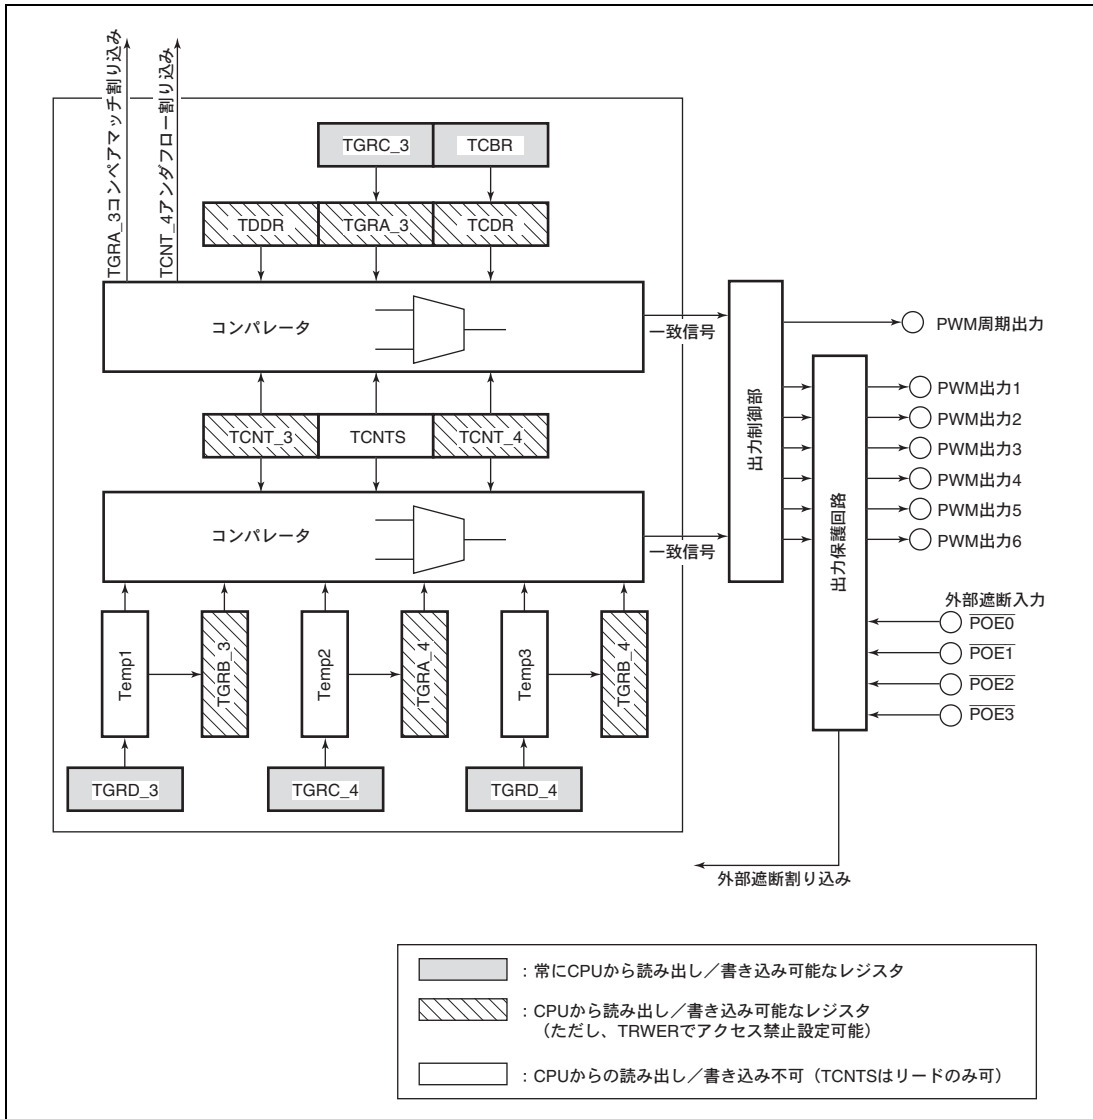 TGRA_3コンペアマッチ割り込み
TCNT_4アンダフロー割り込み
TGRC_3
TCBR
TDDR
TGRA_3
TCDR
コンパレータ
一致信号
PWM周期出力
出力制御部
出力保護回路
PWM出力1
PWM出力2
PWM出力3
PWM出力4
PWM出力5
PWM出力6
TCNT_3
TCNTS
TCNT_4
コンパレータ
一致信号
外部遮断入力
POE0
POE1
POE2
POE3
Temp1
TGRB_3
Temp2
TGRA_4
Temp3
TGRB_4
TGRD_3
TGRC_4
TGRD_4
外部遮断割り込み
：常にCPUから読み出し／書き込み可能なレジスタ
：CPUから読み出し／書き込み可能なレジスタ
（ただし、TRWERでアクセス禁止設定可能）
：CPUからの読み出し／書き込み不可（TCNTSはリードのみ可）